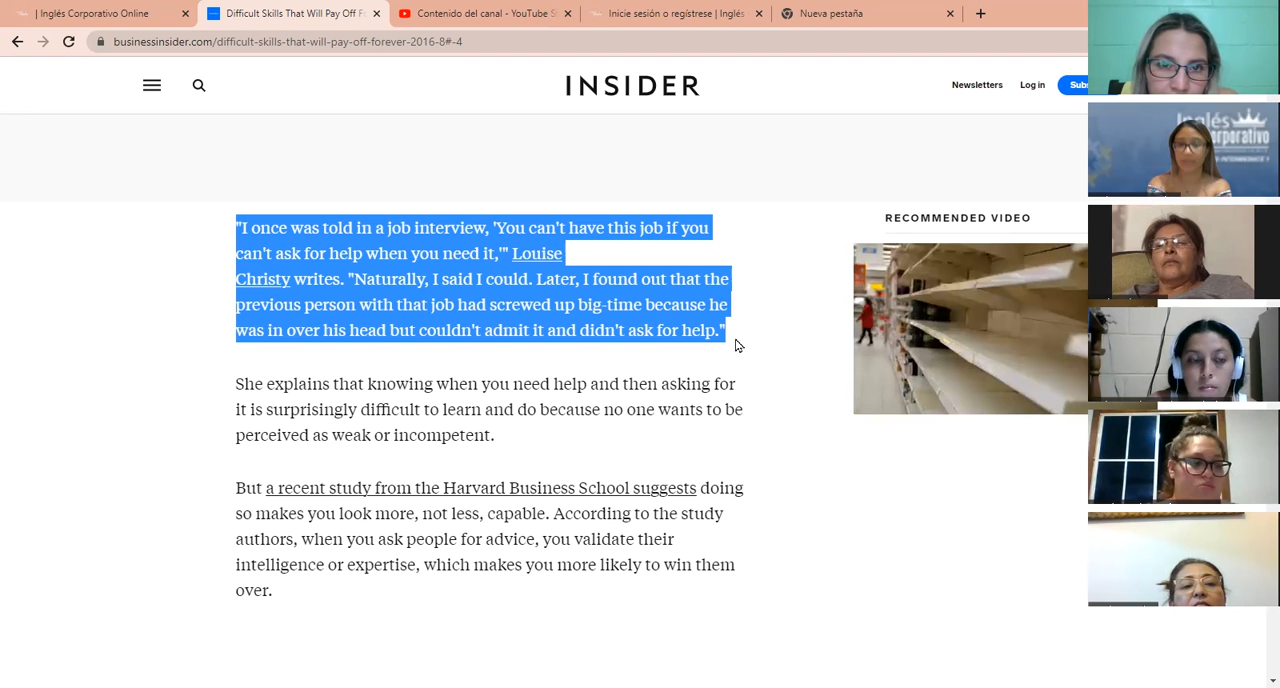 | Inglés Corporativo Online
Difficult Skills That Will Pay Off F
Contenido del canal - YouTube S
Inicie sesión o regístrese | Inglés
Nueva pestaña
businessinsider.com/difficult-skills-that-will-pay-off-forever-2016-8#-4
INSIDER
Newsletters
Log in
Subs
Inglés
orporativo
"I once was told in a job interview, 'You can't have this job if you
can't ask for help when you need it,'" Louise
Christy writes. "Naturally, I said I could. Later, I found out that the
previous person with that job had screwed up big-time because he
was in over his head but couldn't admit it and didn't ask for help."
RECOMMENDED VIDEO
She explains that knowing when you need help and then asking for
it is surprisingly difficult to learn and do because no one wants to be
perceived as weak or incompetent.
But a recent study from the Harvard Business School suggests doing
so makes you look more, not less, capable. According to the study
authors, when you ask people for advice, you validate their
intelligence or expertise, which makes you more likely to win them
over.